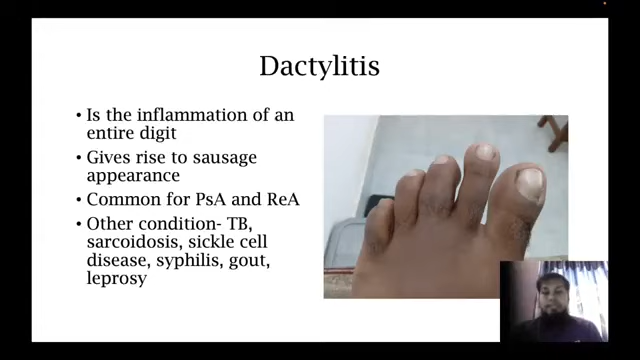 Dactylitis
• Is the inflammation of an
entire digit
• Gives rise to sausage
appearance
• Common for PsA and ReA
• Other condition- TB,
sarcoidosis, sickle cell
disease, syphilis, gout,
leprosy